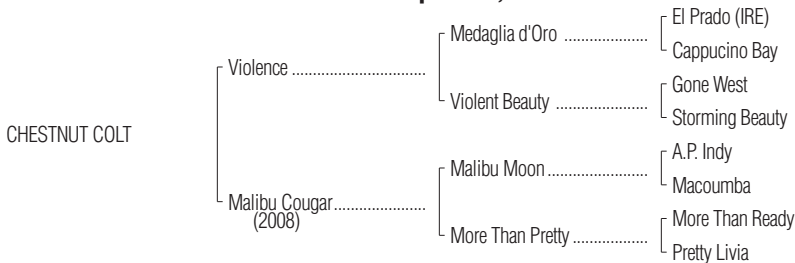 El Prado (IRE)
Medaglia d'Oro ....................
Cappucino Bay
Violence .................................
Gone West
Violent Beauty ......................
Storming Beauty
CHESTNUT COLT
A.P. Indy
Malibu Moon ........................
Macoumba
Malibu Cougar ......................
(2008)
More Than Ready
More Than Pretty ..................
Pretty Livia